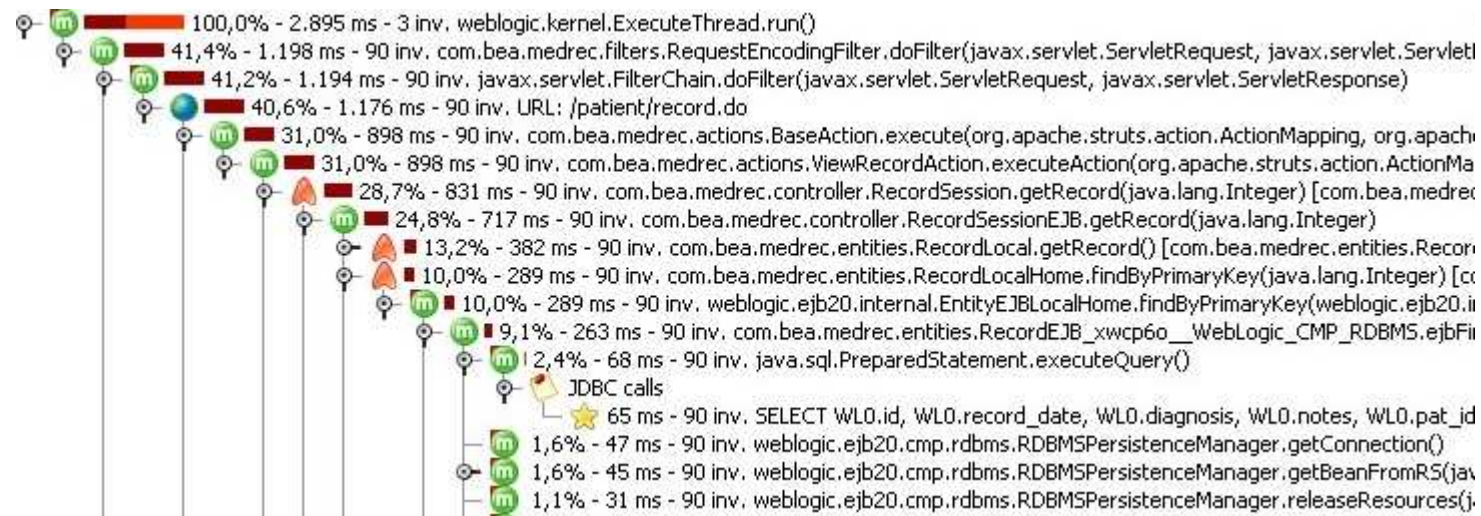 100,0% - 2.895 ms - 3 inv. weblogic.kernel.ExecuteThread.run()
41,4% - 1.198 ms - 90 inv. com.bea.medrec.filters.RequestEncodingFilter.doFilter(javax.servlet.ServletRequest, javax.servlet.Servlet
41,2% - 1.194 ms - 90 inv. javax.servlet.FilterChain.doFilter(javax.servlet.ServletRequest, javax.servlet.ServletResponse)
40,6% - 1.176 ms - 90 inv. URL: /patient/record.do
31,0% - 898 ms - 90 inv. com.bea.medrec.actions.BaseAction.execute(org.apache.struts.action.ActionMapping, org.apache
31,0% - 898 ms - 90 inv. com.bea.medrec.actions.ViewRecordAction.executeAction(org.apache.struts.action.ActionMa
28,7% - 831 ms - 90 inv. com.bea.medrec.controller.RecordSession.getRecord(java.lang.Integer) [com.bea.medrec
24,8% - 717 ms - 90 inv. com.bea.medrec.controller.RecordSessionEJB.getRecord(java.lang.Integer)
13,2% - 382 ms - 90 inv. com.bea.medrec.entities.RecordLocal.getRecord() [com.bea.medrec.entities.Record
10,0% - 289 ms - 90 inv. com.bea.medrec.entities.RecordLocalHome.findByPrimaryKey(java.lang.Integer) [co
10,0% - 289 ms - 90 inv. weblogic.ejb20.internal.EntityEJBLocalHome.findByPrimaryKey(weblogic.ejb20.i
9,1% - 263 ms - 90 inv. com.bea.medrec.entities.RecordEJB_xwcp6o__WebLogic_CMP_RDBMS.ejbFi
2,4% - 68 ms - 90 inv. java.sql.PreparedStatement.executeQuery()
JDBC calls
65 ms - 90 inv. SELECT WL0.id, WL0.record_date, WL0.diagnosis, WL0.notes, WL0.pat_id
1,6% - 47 ms - 90 inv. weblogic.ejb20.cmp.rdbms.RDBMSPersistenceManager.getConnection()
1,6% - 45 ms - 90 inv. weblogic.ejb20.cmp.rdbms.RDBMSPersistenceManager.getBeanFromRS(jav
1,1% - 31 ms - 90 inv. weblogic.ejb20.cmp.rdbms.RDBMSPersistenceManager.releaseResources(j